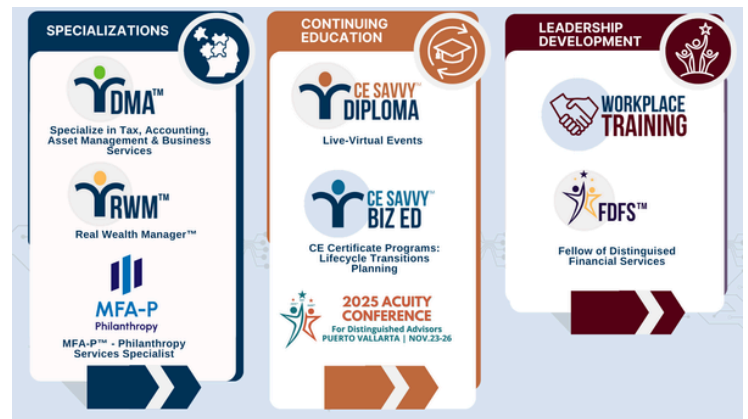 SPECIALIZATIONS
DMA™
Specialize in Tax, Accounting,
Asset Management & Business
Services
RWM™
Real Wealth Manager™
MFA-P
Philanthropy
MFA-P™ - Philanthropy
Services Specialist
CONTINUING
EDUCATION
CE SAVVY™
DIPLOMA
Live-Virtual Events
CE SAVVY™
BIZ ED
CE Certificate Programs:
Lifecycle Transitions
Planning
2025 ACUITY
CONFERENCE
For Distinguished Advisors
PUERTO VALLARTA | NOV.23-26
LEADERSHIP
DEVELOPMENT
WORKPLACE
TRAINING
FDFS™
Fellow of Distinguised
Financial Services